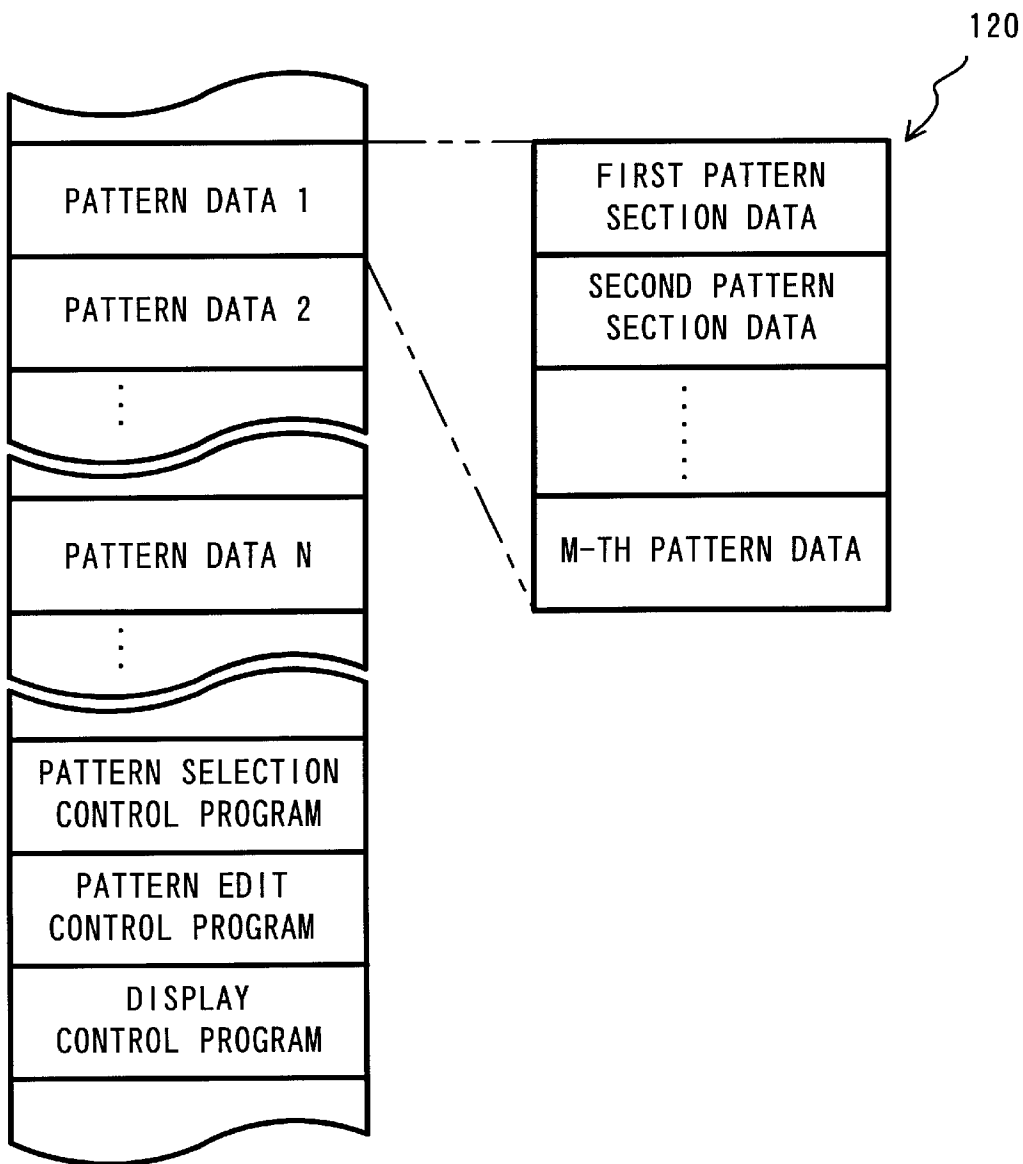 120
PATTERN DATA 1
PATTERN DATA 2
PATTERN DATA N
PATTERN SELECTION
CONTROL PROGRAM
PATTERN EDIT
CONTROL PROGRAM
DISPLAY
CONTROL PROGRAM
FIRST PATTERN
SECTION DATA
SECOND PATTERN
SECTION DATA
M-TH PATTERN DATA